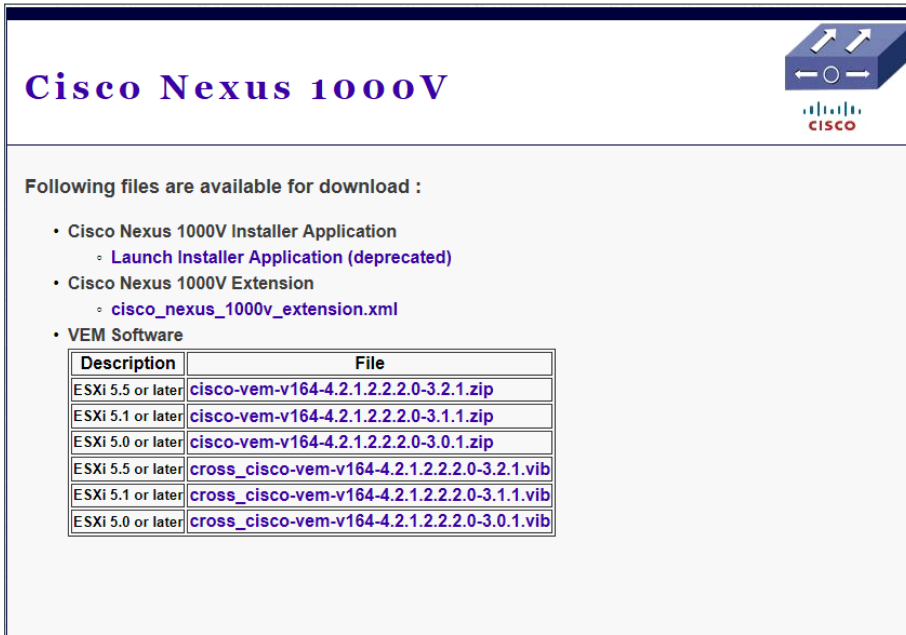 Cisco Nexus 1000V
CISCO
Following files are available for download :
Cisco Nexus 1000V Installer Application
Launch Installer Application (deprecated)
Cisco Nexus 1000V Extension
cisco_nexus_1000v_extension.xml
VEM Software
Description File
ESXi 5.5 or later cisco-vem-v164-4.2.1.2.2.2.0-3.2.1.zip
ESXi 5.1 or later cisco-vem-v164-4.2.1.2.2.2.0-3.1.1.zip
ESXi 5.0 or later cisco-vem-v164-4.2.1.2.2.2.0-3.0.1.zip
ESXi 5.5 or later cross_cisco-vem-v164-4.2.1.2.2.2.0-3.2.1.vib
ESXi 5.1 or later cross_cisco-vem-v164-4.2.1.2.2.2.0-3.1.1.vib
ESXi 5.0 or later cross_cisco-vem-v164-4.2.1.2.2.2.0-3.0.1.vib